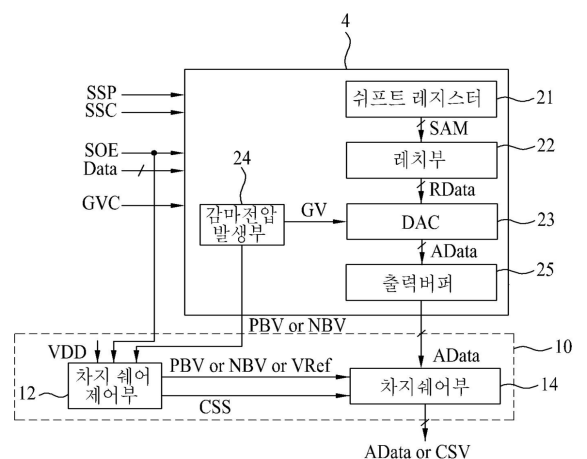 4
SSP
SSC
SOE
Data
GVC
24
감마전압
발생부
GV
쉬프트 레지스터
21
SAM
래치부
22
RData
DAC
23
AData
출력버퍼
25
PBV or NBV
VDD
12
차지 쉐어
제어부
PBV or NBV or VRef
CSS
AData
10
차지쉐어부
14
AData or CSV